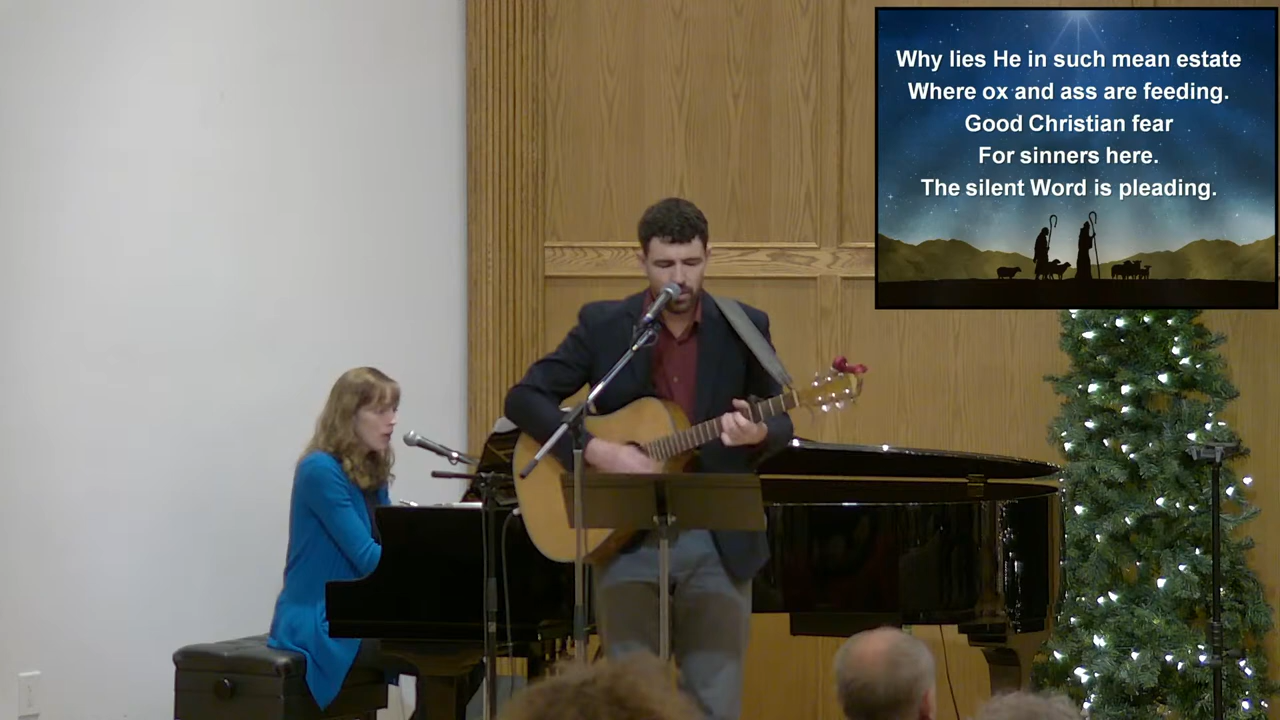 Why lies He in such mean estate
Where ox and ass are feeding.
Good Christian fear
For sinners here.
The silent Word is pleading.